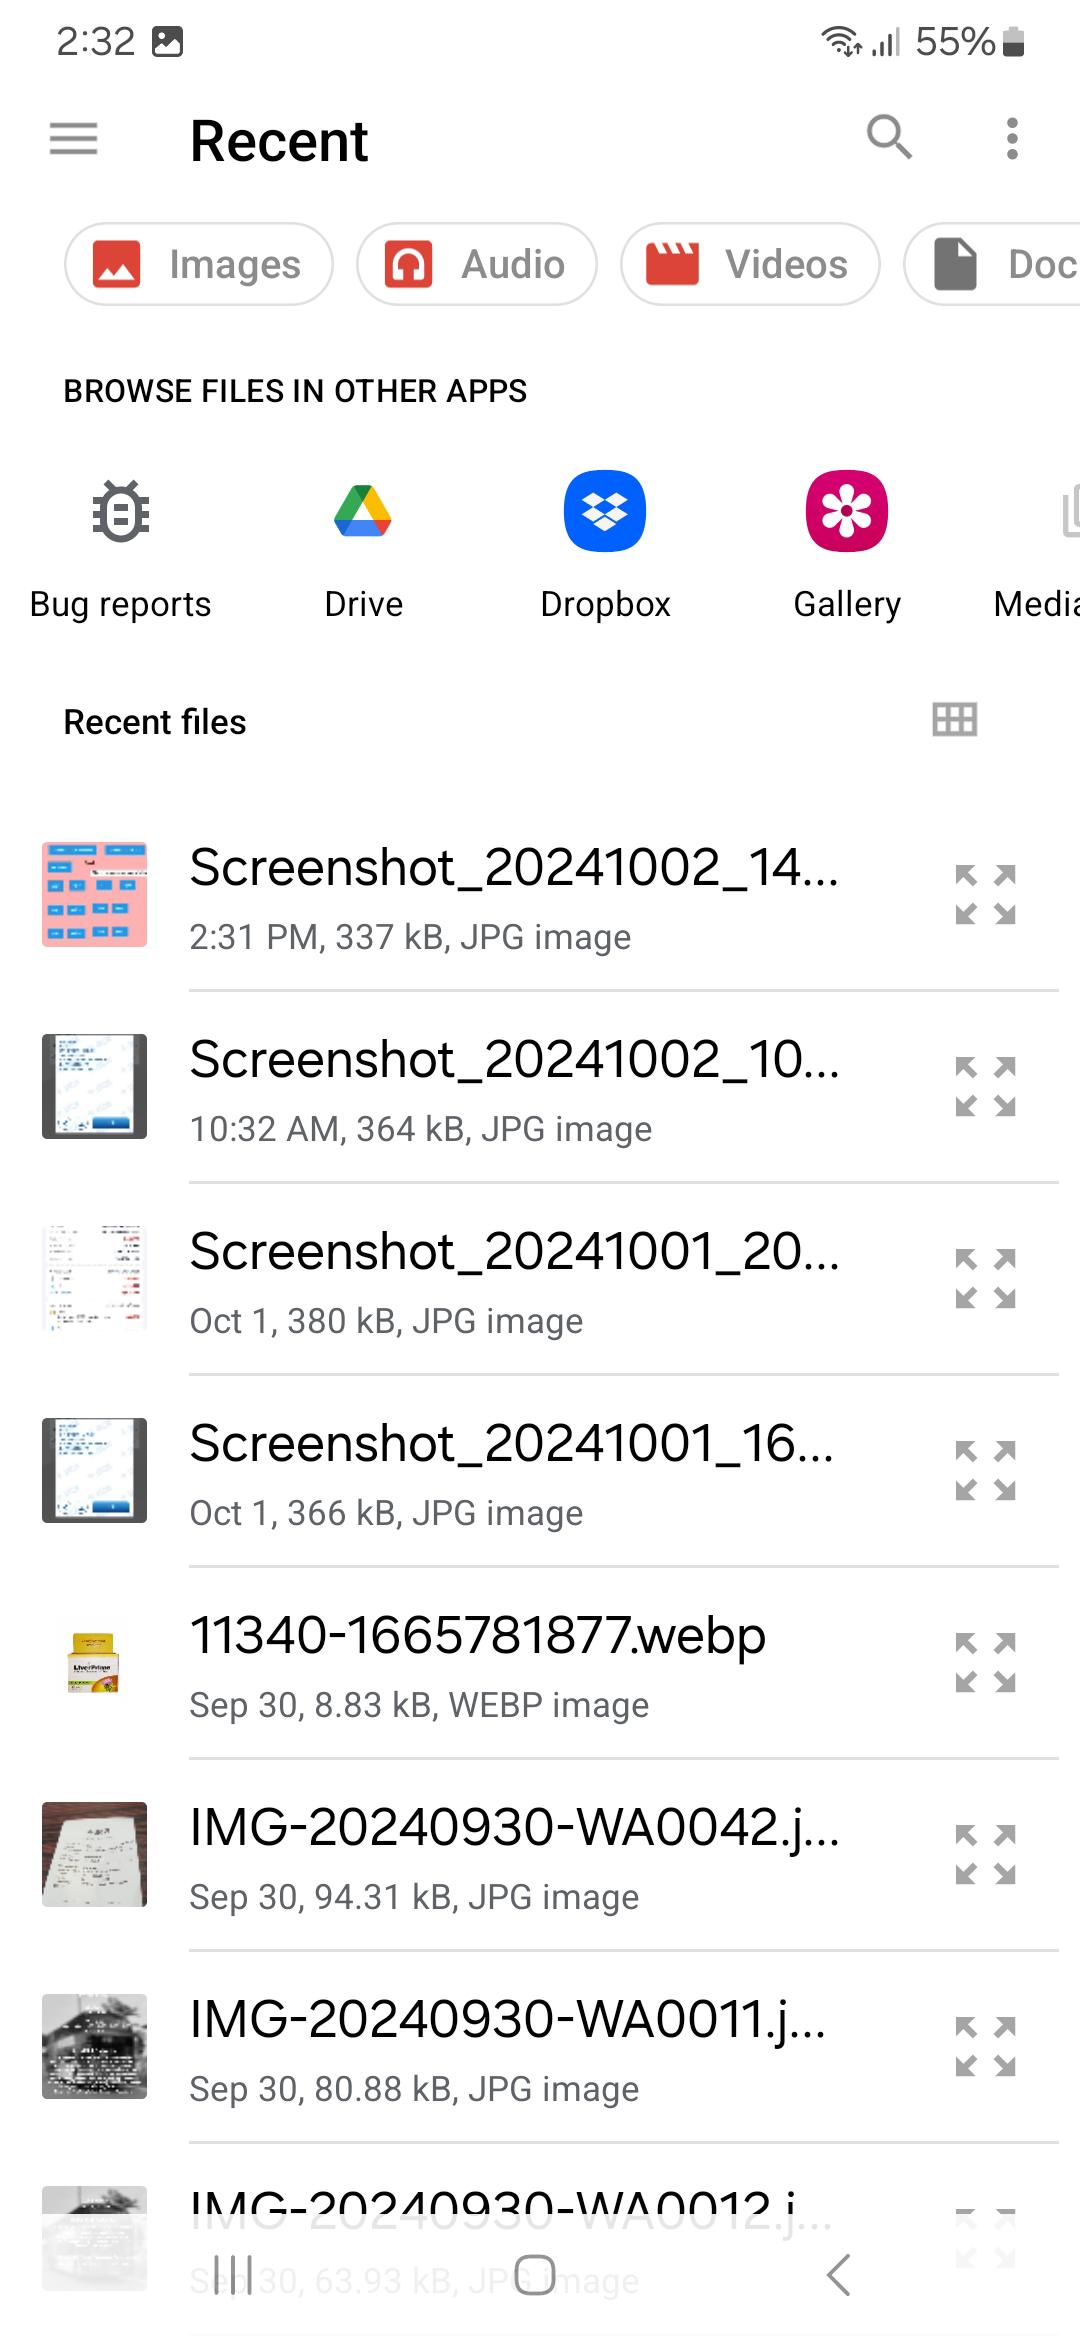 2:32 55%
Recent
Images Audio Videos Doc
BROWSE FILES IN OTHER APPS
Bug reports Drive Dropbox Gallery Media
Recent files
Screenshot_20241002_14...
2:31 PM, 337 kB, JPG image
Screenshot_20241002_10...
10:32 AM, 364 kB, JPG image
Screenshot_20241001_20...
Oct 1, 380 kB, JPG image
Screenshot_20241001_16...
Oct 1, 366 kB, JPG image
LiverPrime
11340-1665781877.webp
Sep 30, 8.83 kB, WEBP image
IMG-20240930-WA0042.j...
Sep 30, 94.31 kB, JPG image
IMG-20240930-WA0011.j...
Sep 30, 80.88 kB, JPG image
IMG-20240930-WA0012.j...
Sep 30, 63.93 kB, JPG image